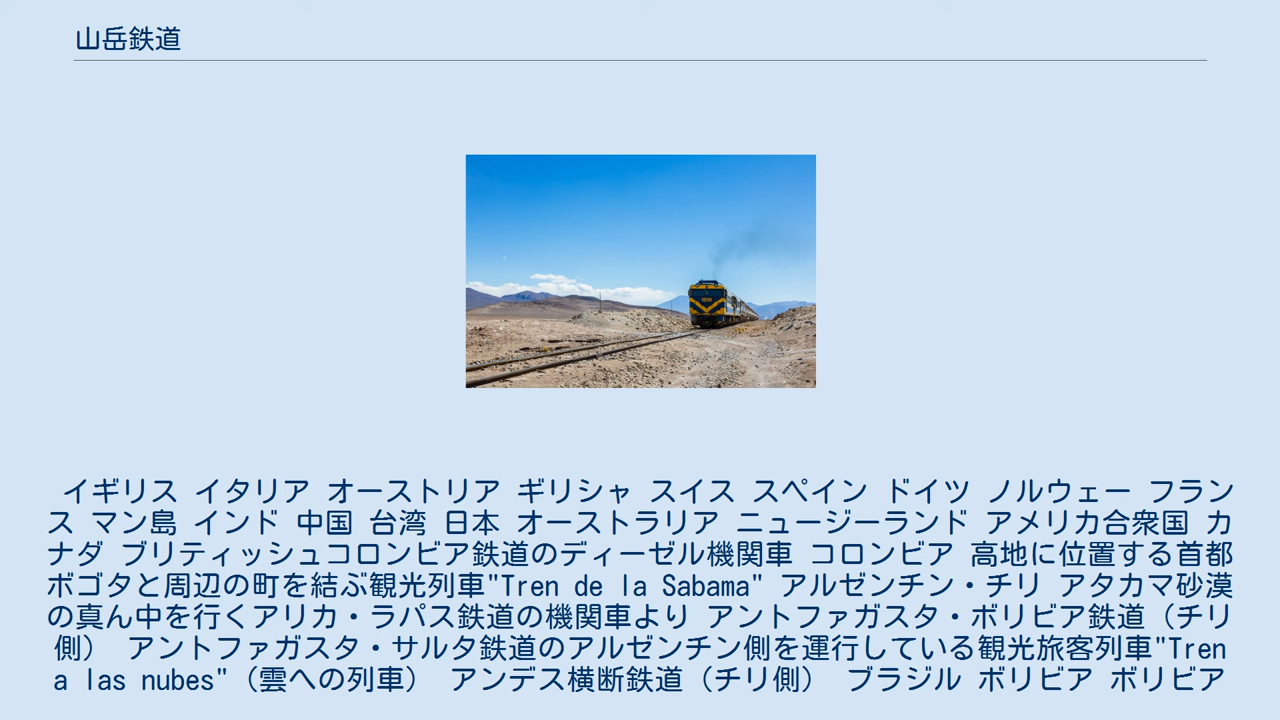 山岳鉄道
イギリス イタリア オーストリア ギリシャ スイス スペイン ドイツ ノルウェー フラン
ス マン島 インド 中国 台湾 日本 オーストラリア ニュージーランド アメリカ合衆国 カ
ナダ ブリティッシュコロンビア鉄道のディーゼル機関車 コロンビア 高地に位置する首都
ボゴタと周辺の町を結ぶ観光列車"Tren de la Sabama" アルゼンチン・チリ アタカマ砂漠
の真ん中を行くアリカ・ラパス鉄道の機関車より アントファガスタ・ボリビア鉄道（チリ
側） アントファガスタ・サルタ鉄道のアルゼンチン側を運行している観光旅客列車"Tren
a las nubes"（雲への列車） アンデス横断鉄道（チリ側） ブラジル ボリビア ボリビア